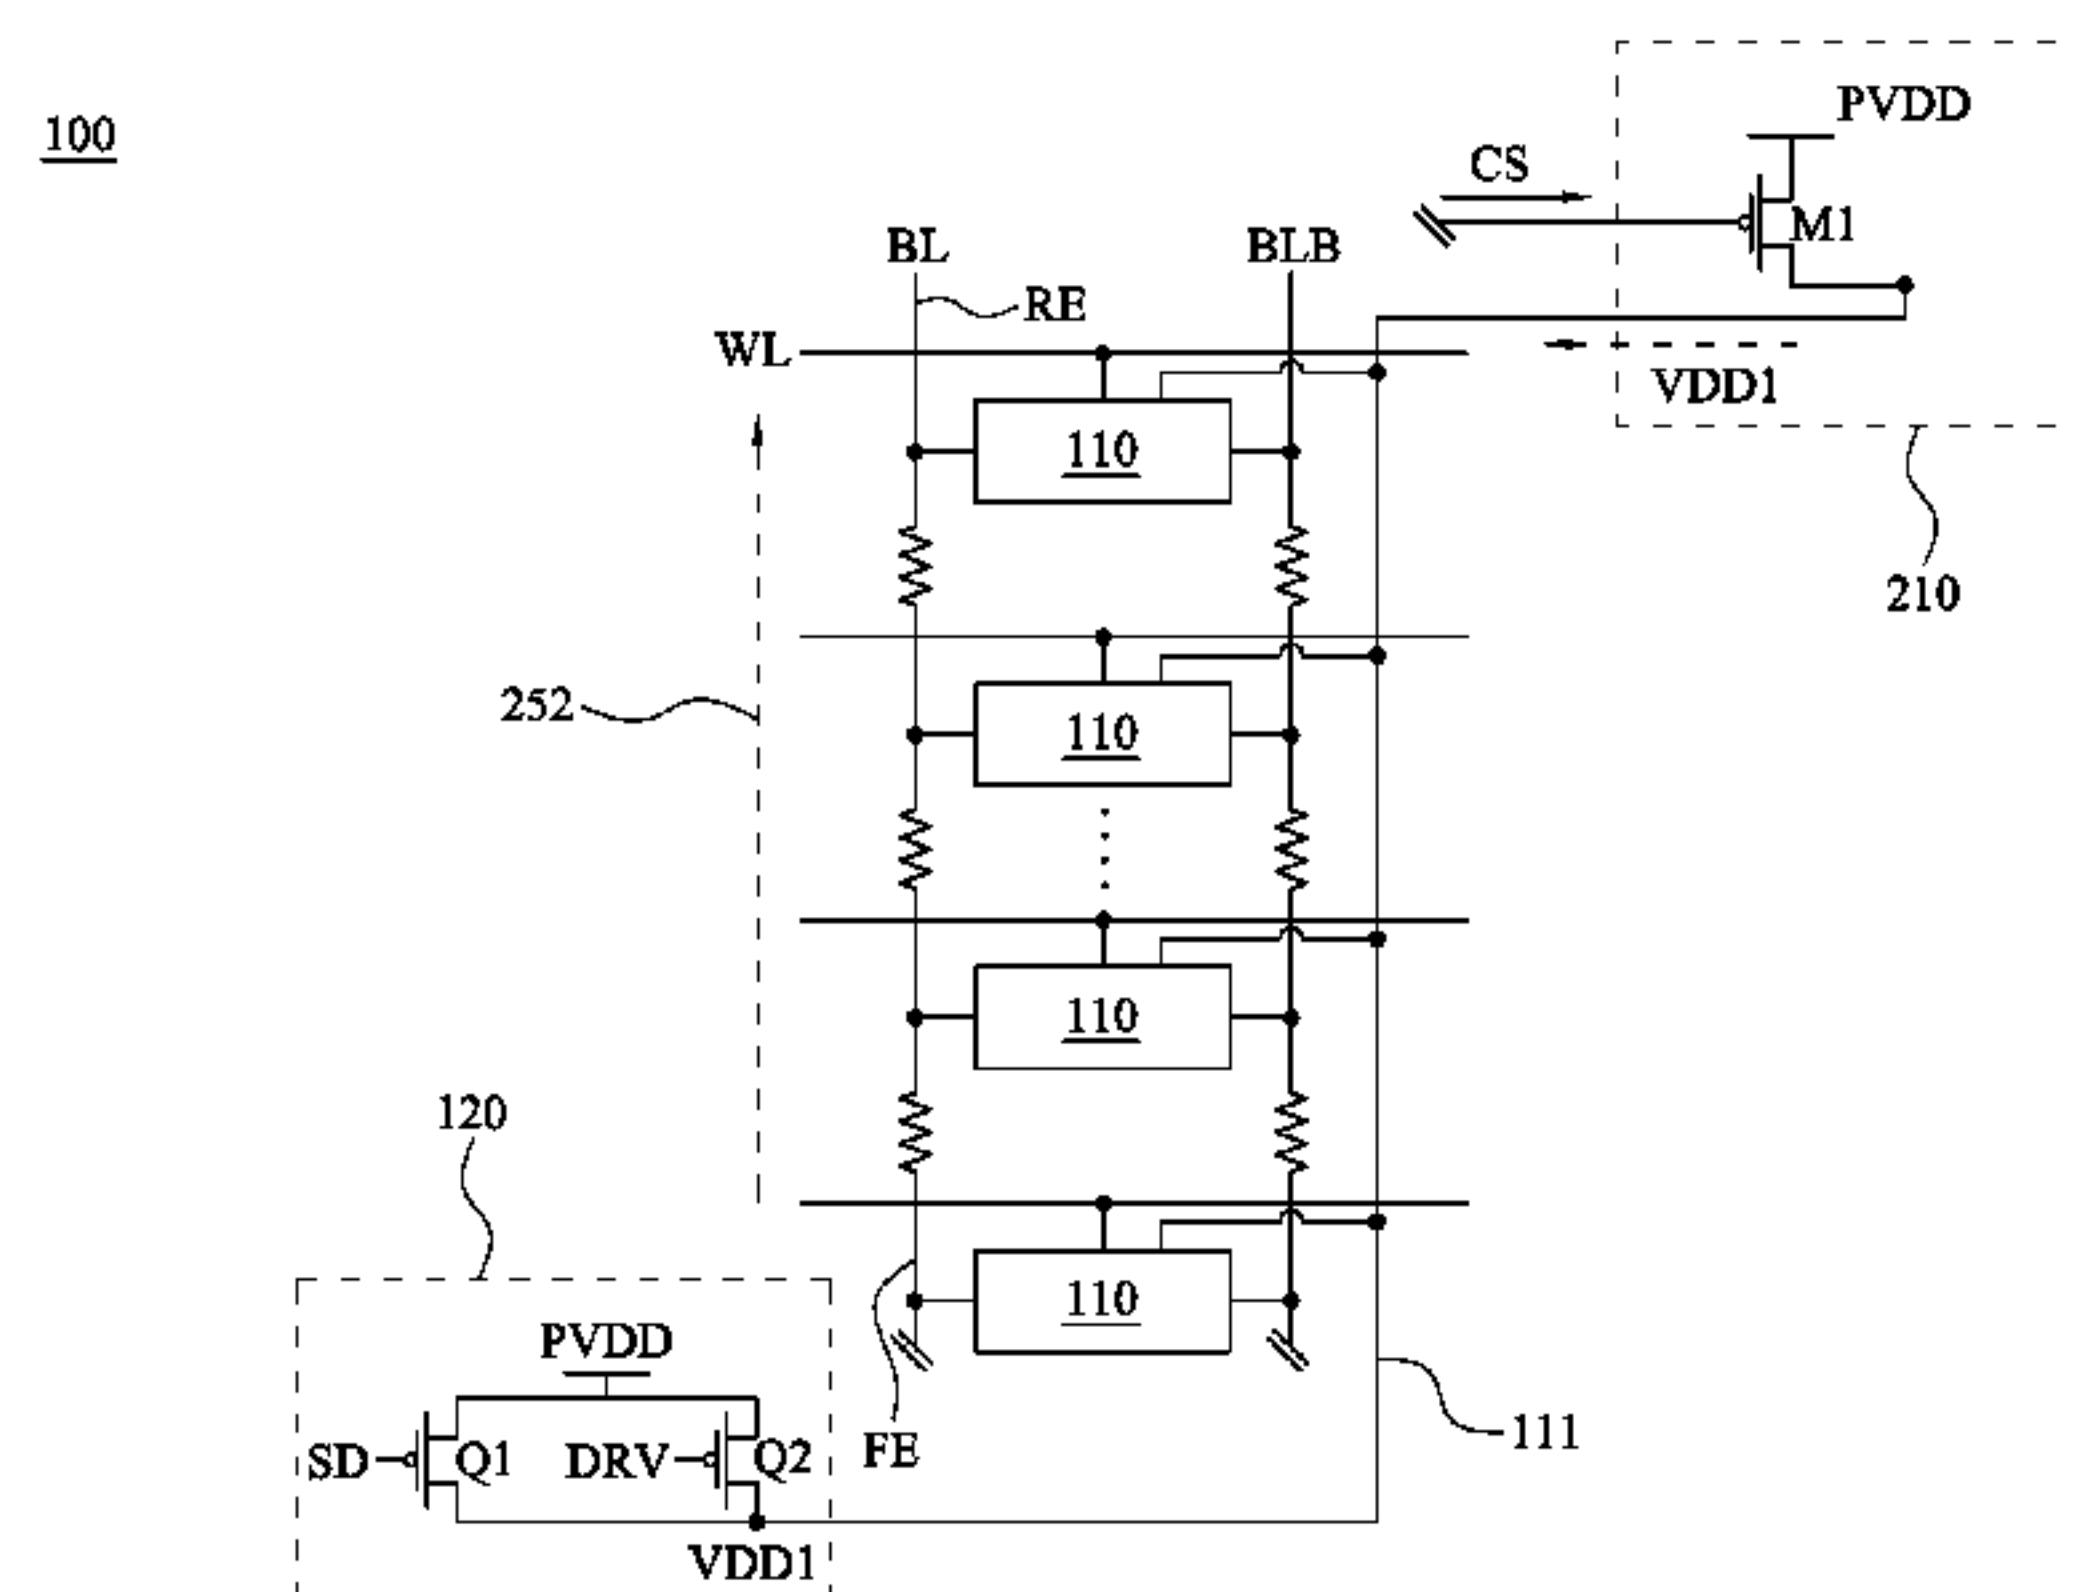 100
PVDD
CS
M1
BL
BLB
RE
WL
VDD1
110
210
252
110
110
120
110
PVDD
SD
Q1
DRV
Q2
FE
111
VDD1